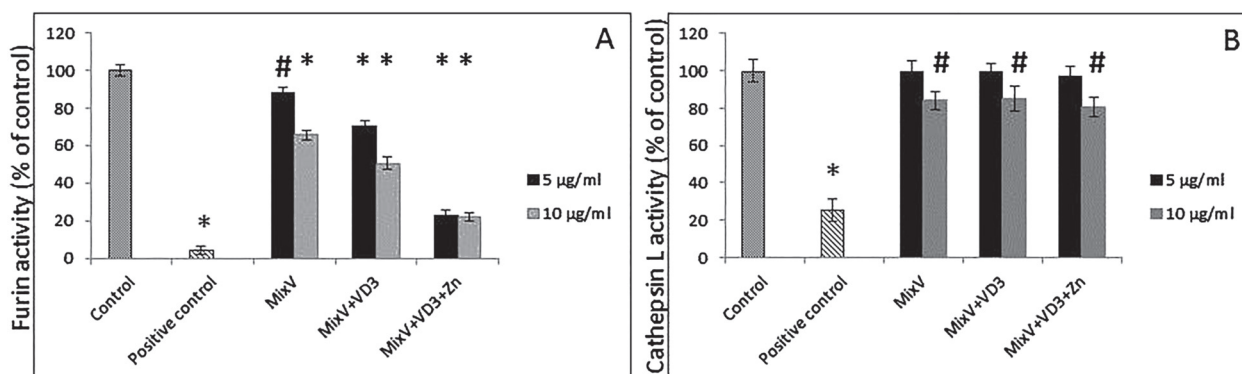 A
Furin activity (% of control)
120
100
80
60
40
20
0
# * * * * *
*
5 µg/ml
10 µg/ml
Control
Positive control
MixV
MixV+VD3
MixV+VD3+Zn
B
Cathepsin L activity (% of control)
120
100
80
60
40
20
0
# # #
*
5 µg/ml
10 µg/ml
Control
Positive control
MixV
MixV+VD3
MixV+VD3+Zn